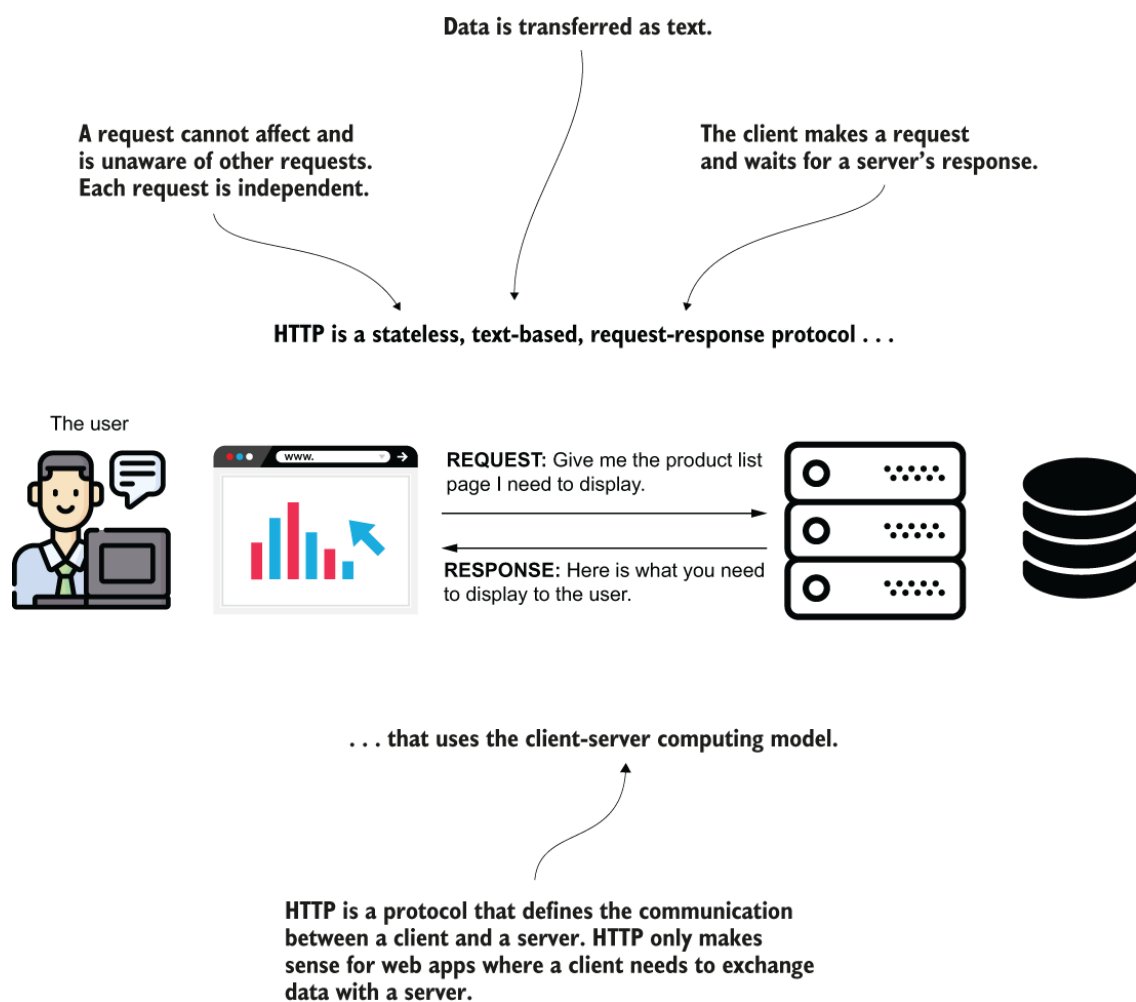 Data is transferred as text.
A request cannot affect and
is unaware of other requests.
Each request is independent.
The client makes a request
and waits for a server's response.
HTTP is a stateless, text-based, request-response protocol . . .
The user
www.
REQUEST: Give me the product list
page I need to display.
RESPONSE: Here is what you need
to display to the user.
. . . that uses the client-server computing model.
HTTP is a protocol that defines the communication
between a client and a server. HTTP only makes
sense for web apps where a client needs to exchange
data with a server.